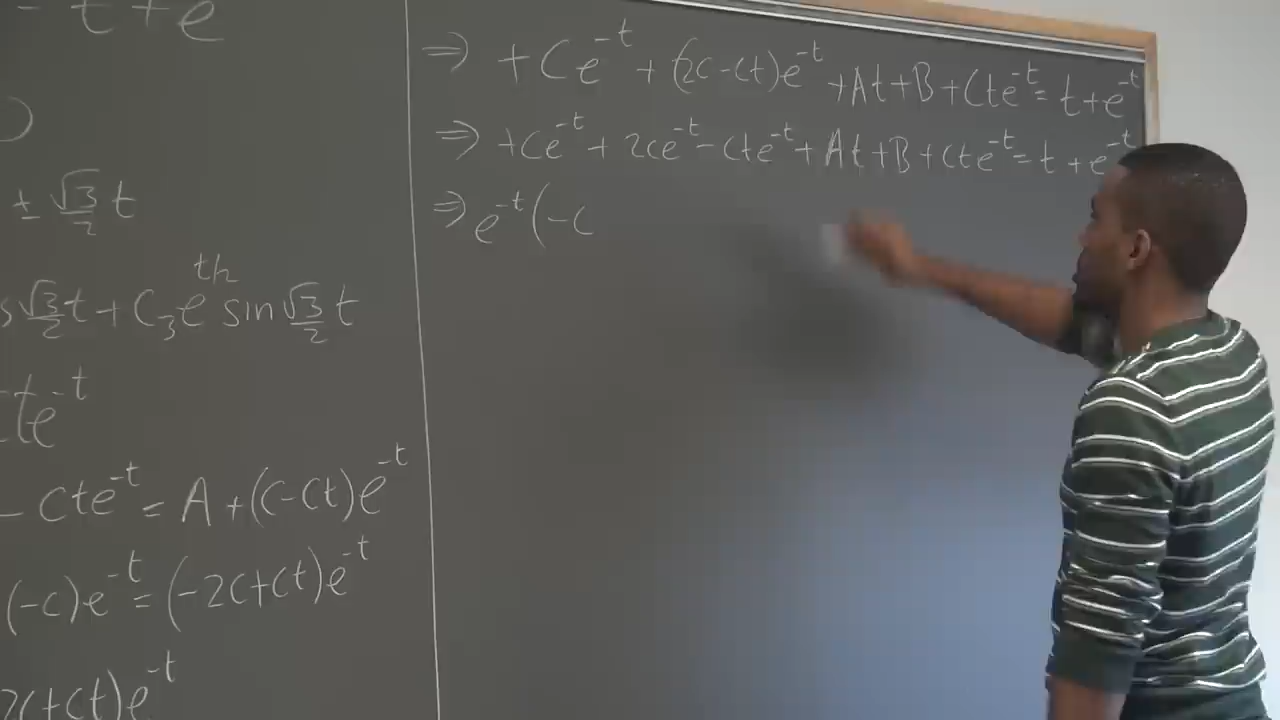 - t + e
)
± √3/2 t
s √3/2 t + C₃e^th sin √3/2 t
te^-t
- Cte^-t = A + (C-Ct)e^-t
(-C)e^-t = (-2C+Ct)e^-t
2C+Ct)e^-t
⇒ +Ce^-t + (2C-Ct)e^-t + At + B + Cte^-t = t + e^-t
⇒ +Ce^-t + 2Ce^-t - Cte^-t + At + B + Cte^-t = t + e^-t
⇒ e^-t (-C